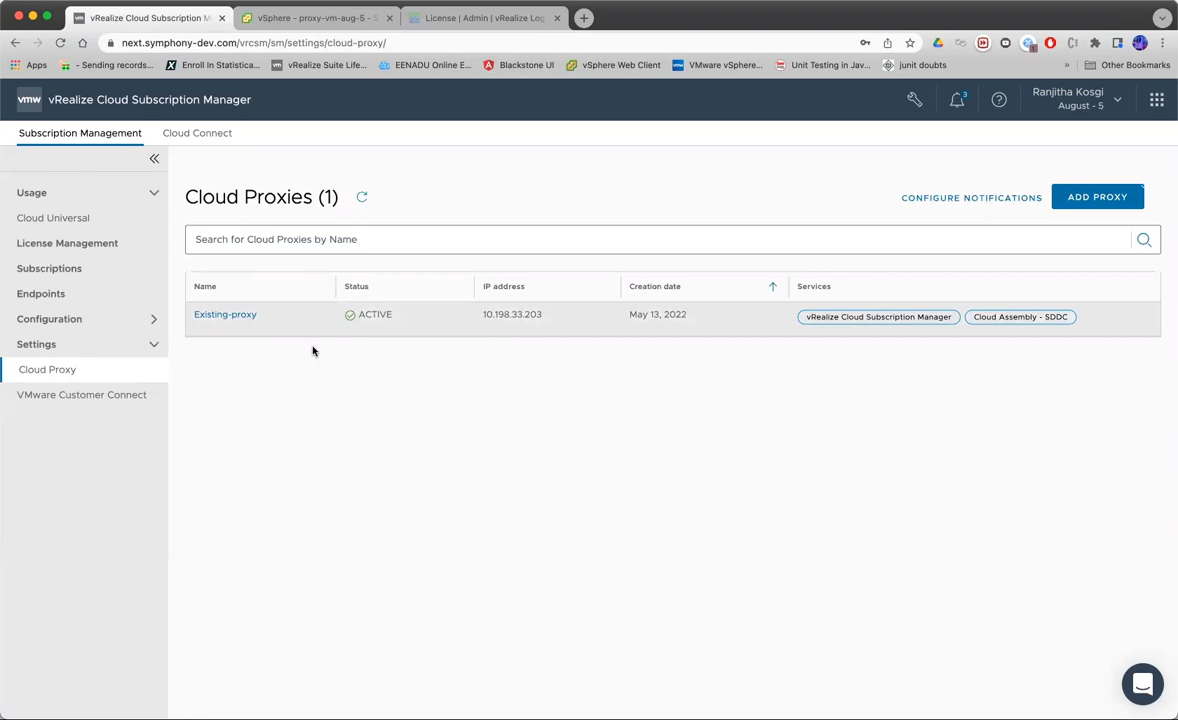 vRealize Cloud Subscription M
vSphere - proxy-vm-aug-5 - S
License | Admin | vRealize Log
next.symphony-dev.com/vrcsm/sm/settings/cloud-proxy/
Apps
- Sending records...
Enroll In Statistica...
vRealize Suite Life...
EENADU Online E...
Blackstone UI
vSphere Web Client
VMware vSphere...
Unit Testing in Jav...
junit doubts
»
Other Bookmarks
vmw vRealize Cloud Subscription Manager
3
Ranjitha Kosgi
August - 5
Subscription Management
Cloud Connect
Usage
Cloud Universal
License Management
Subscriptions
Endpoints
Configuration
Settings
Cloud Proxy
VMware Customer Connect
Cloud Proxies (1)
CONFIGURE NOTIFICATIONS
ADD PROXY
Search for Cloud Proxies by Name
Name Status IP address Creation date Services
Existing-proxy ACTIVE 10.198.33.203 May 13, 2022 vRealize Cloud Subscription Manager Cloud Assembly - SDDC